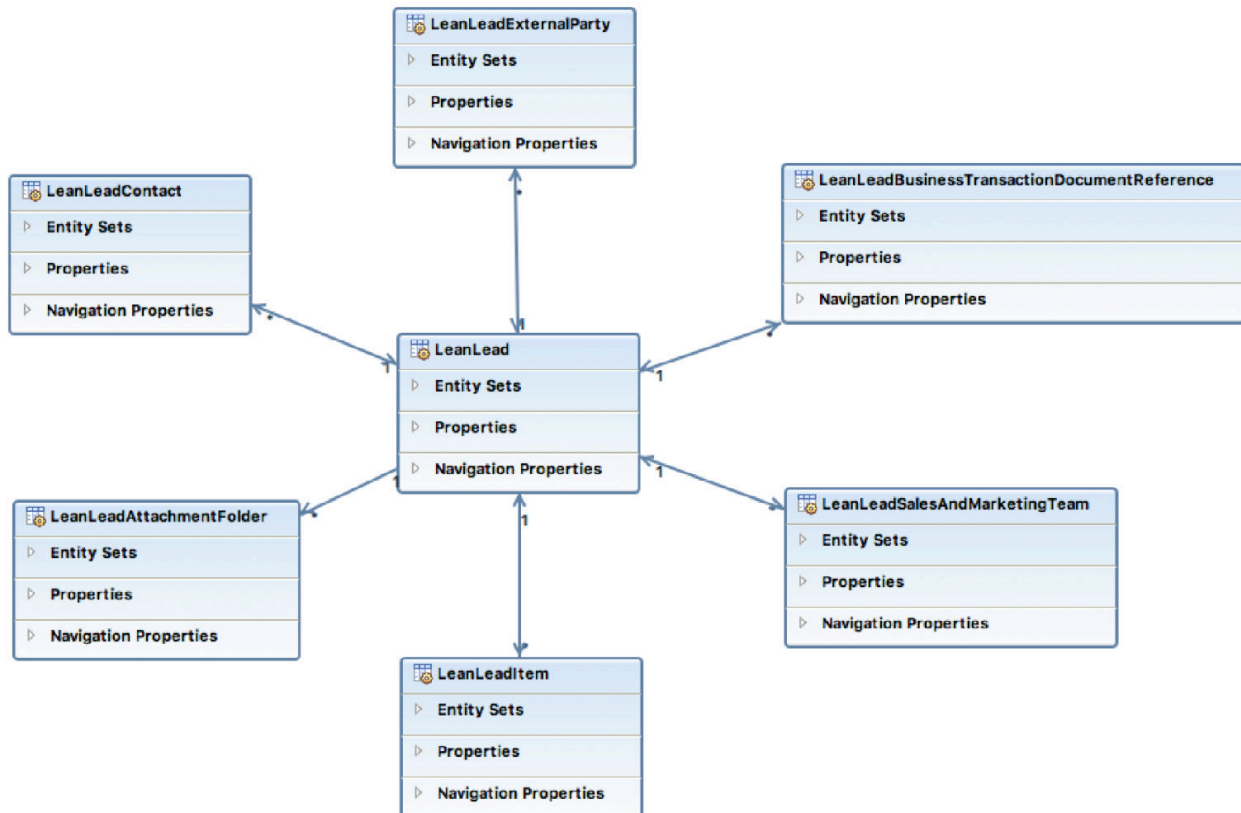 LeanLeadExternalParty
Entity Sets
Properties
Navigation Properties
LeanLeadContact
Entity Sets
Properties
Navigation Properties
LeanLeadBusinessTransactionDocumentReference
Entity Sets
Properties
Navigation Properties
*
1
*
1
*
1
LeanLead
Entity Sets
Properties
Navigation Properties
1
*
1
*
1
*
LeanLeadAttachmentFolder
Entity Sets
Properties
Navigation Properties
LeanLeadSalesAndMarketingTeam
Entity Sets
Properties
Navigation Properties
LeanLeadItem
Entity Sets
Properties
Navigation Properties